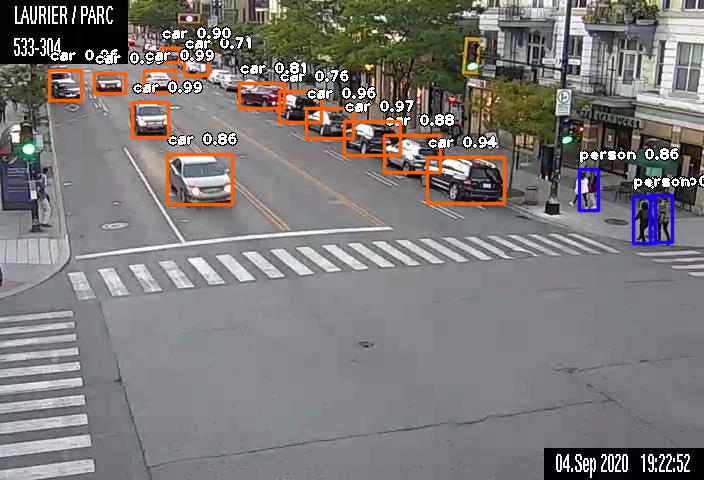 LAURIER / PARC
533-304
car 0.90
car 0.71
car 0.99
car 0.99
car 0.81
car 0.76
car 0.96
car 0.97
car 0.88
car 0.86
car 0.94
person 0.86
person
P
STARBUCKS
04.Sep 2020 19:22:52